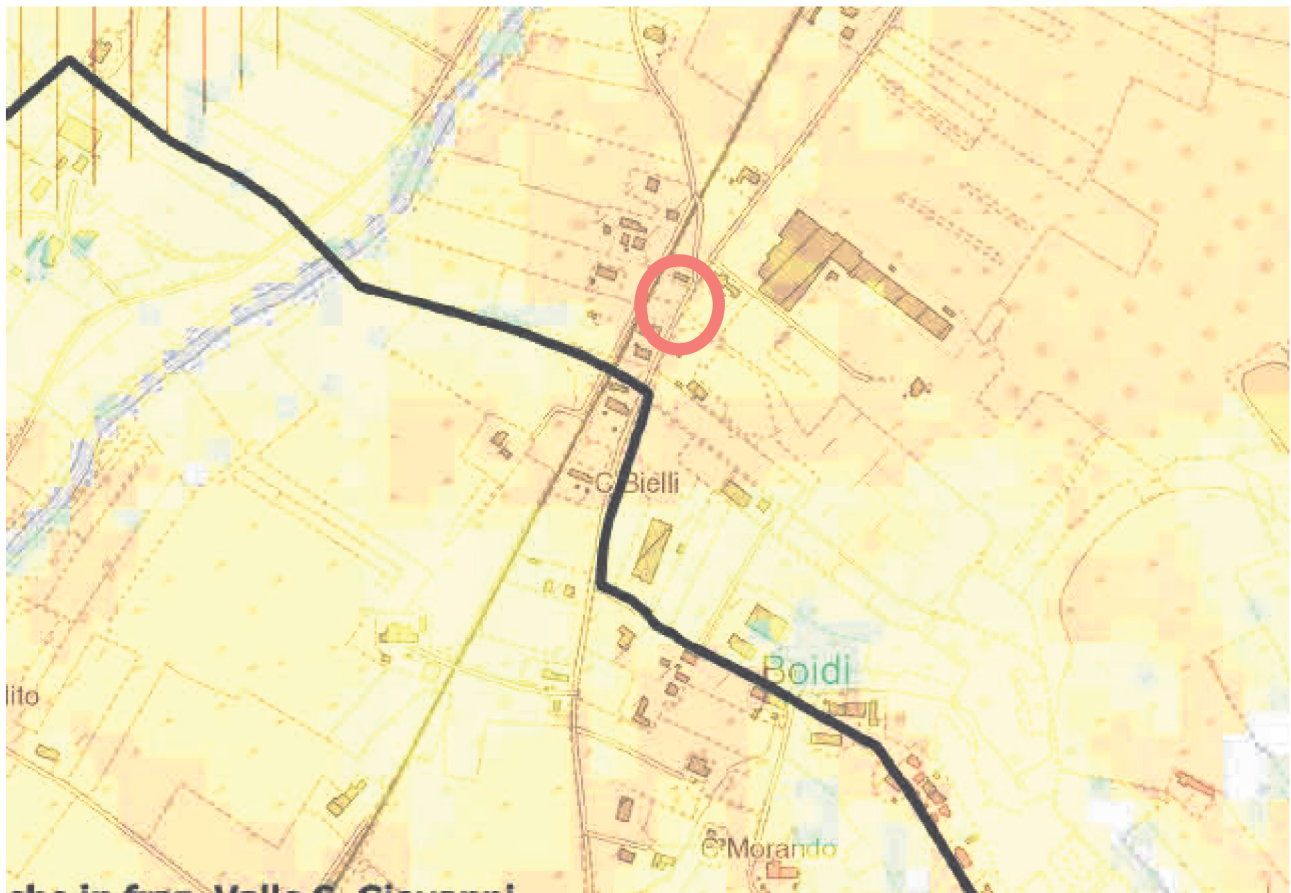 C. Bielli
Boidi
lito
C. Morando
che in fraz. Valle S. Giovanni